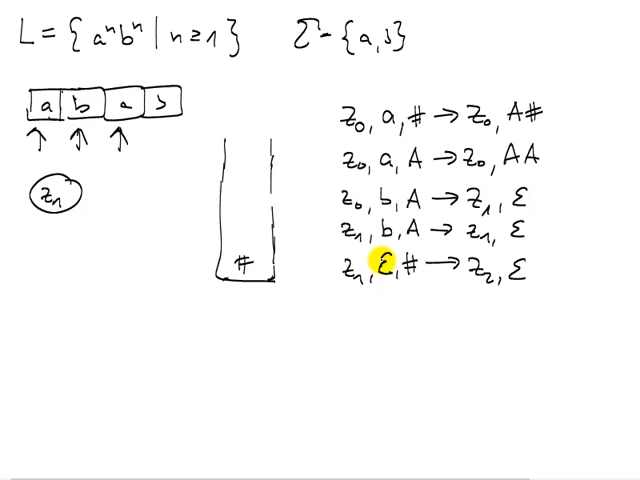 L = { aⁿbⁿ | n ≥ 1 } Σ = {a, b}
a b a b
z₀, a, # → z₀, A#
z₀, a, A → z₀, AA
z₁
z₀, b, A → z₁, ε
z₁, b, A → z₁, ε
# z₁, ε, # → z₂, ε